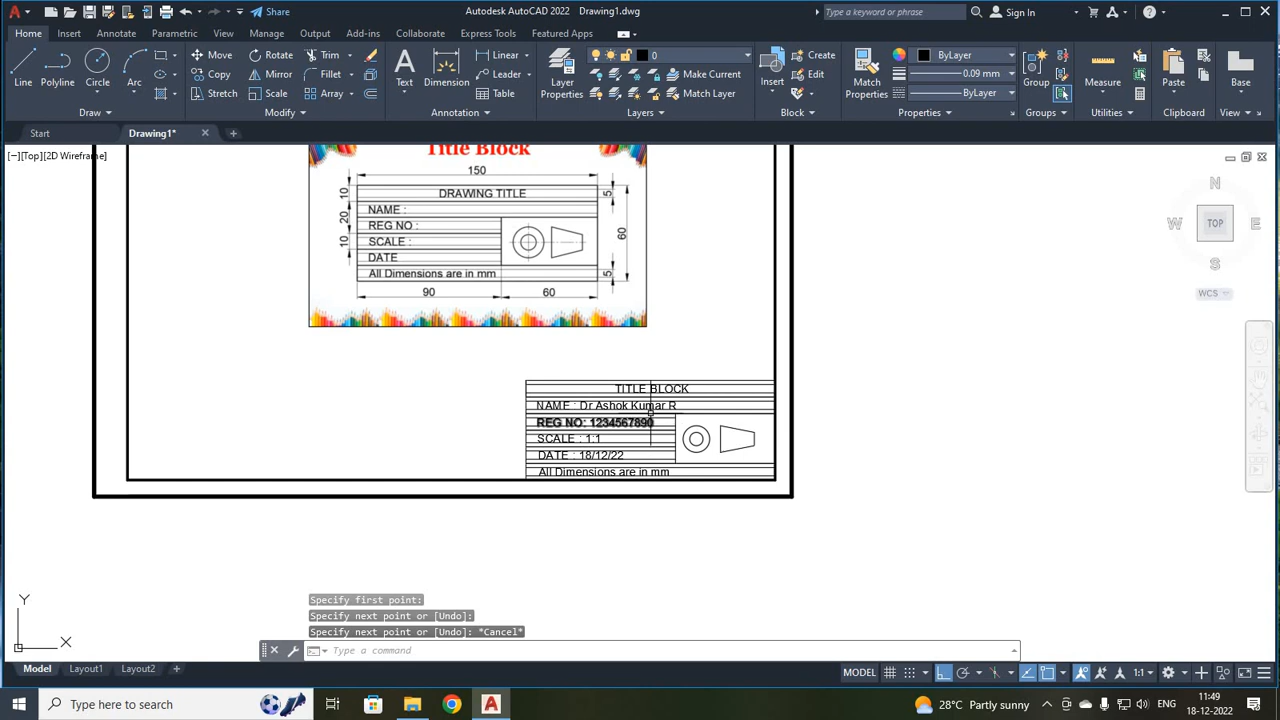 Share
Autodesk AutoCAD 2022 Drawing1.dwg
Type a keyword or phrase
Sign In
Home Insert Annotate Parametric View Manage Output Add-ins Collaborate Express Tools Featured Apps
Line Polyline Circle Arc
Move Rotate Trim
Copy Mirror Fillet
Stretch Scale Array
Text Dimension
Linear
Leader
Table
Layer Properties
0
Make Current
Match Layer
Insert
Create
Edit
Match Properties
ByLayer
0.09 mm
ByLayer
Group
Measure
Paste
Base
Draw Modify Annotation Layers Block Properties Groups Utilities Clipboard View
Start Drawing1*
[−][Top][2D Wireframe]
N
W TOP E
S
WCS
Title Block
150
10 DRAWING TITLE 5
NAME :
20 REG NO : 60
10 SCALE :
DATE
All Dimensions are in mm 5
90 60
TITLE BLOCK
NAME : Dr Ashok Kumar R
REG NO: 1234567890
SCALE : 1:1
DATE : 18/12/22
All Dimensions are in mm
Y
X
Specify first point:
Specify next point or [Undo]:
Specify next point or [Undo]: *Cancel*
Type a command
Model Layout1 Layout2
MODEL 1:1
Type here to search
28°C Partly sunny
ENG
11:49
18-12-2022